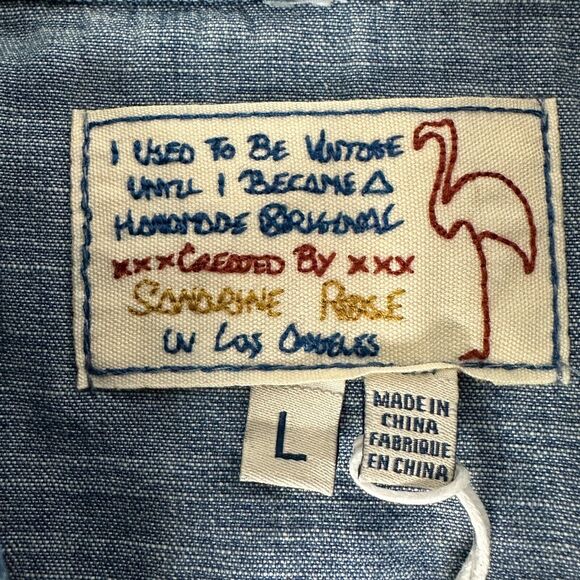 I USED TO BE VINTAGE
UNTIL I BECAME A
HANDMADE ORIGINAL
xxx CREATED BY xxx
SANDRINE ROSE
IN LOS ANGELES
L
MADE IN
CHINA
FABRIQUE
EN CHINA